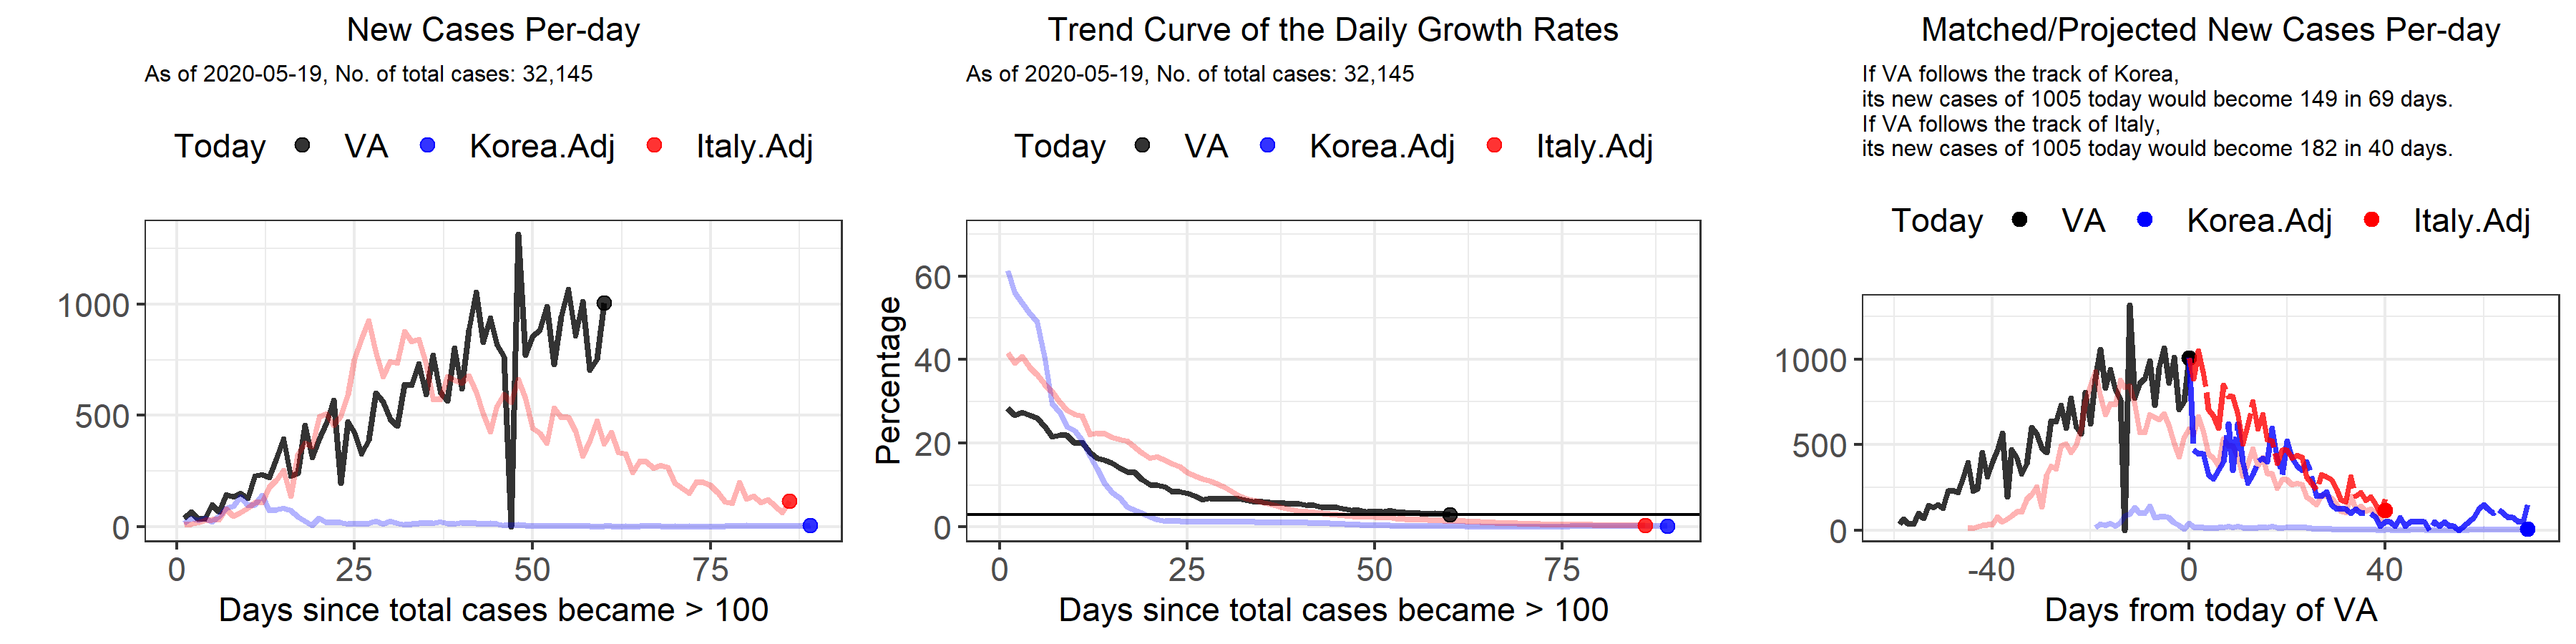 New Cases Per-day
As of 2020-05-19, No. of total cases: 32,145
Today VA Korea.Adj Italy.Adj
1000
500
0
0 25 50 75
Days since total cases became > 100
Trend Curve of the Daily Growth Rates
As of 2020-05-19, No. of total cases: 32,145
Today VA Korea.Adj Italy.Adj
Percentage
60
40
20
0
0 25 50 75
Days since total cases became > 100
Matched/Projected New Cases Per-day
If VA follows the track of Korea,
its new cases of 1005 today would become 149 in 69 days.
If VA follows the track of Italy,
its new cases of 1005 today would become 182 in 40 days.
Today VA Korea.Adj Italy.Adj
1000
500
0
-40 0 40
Days from today of VA